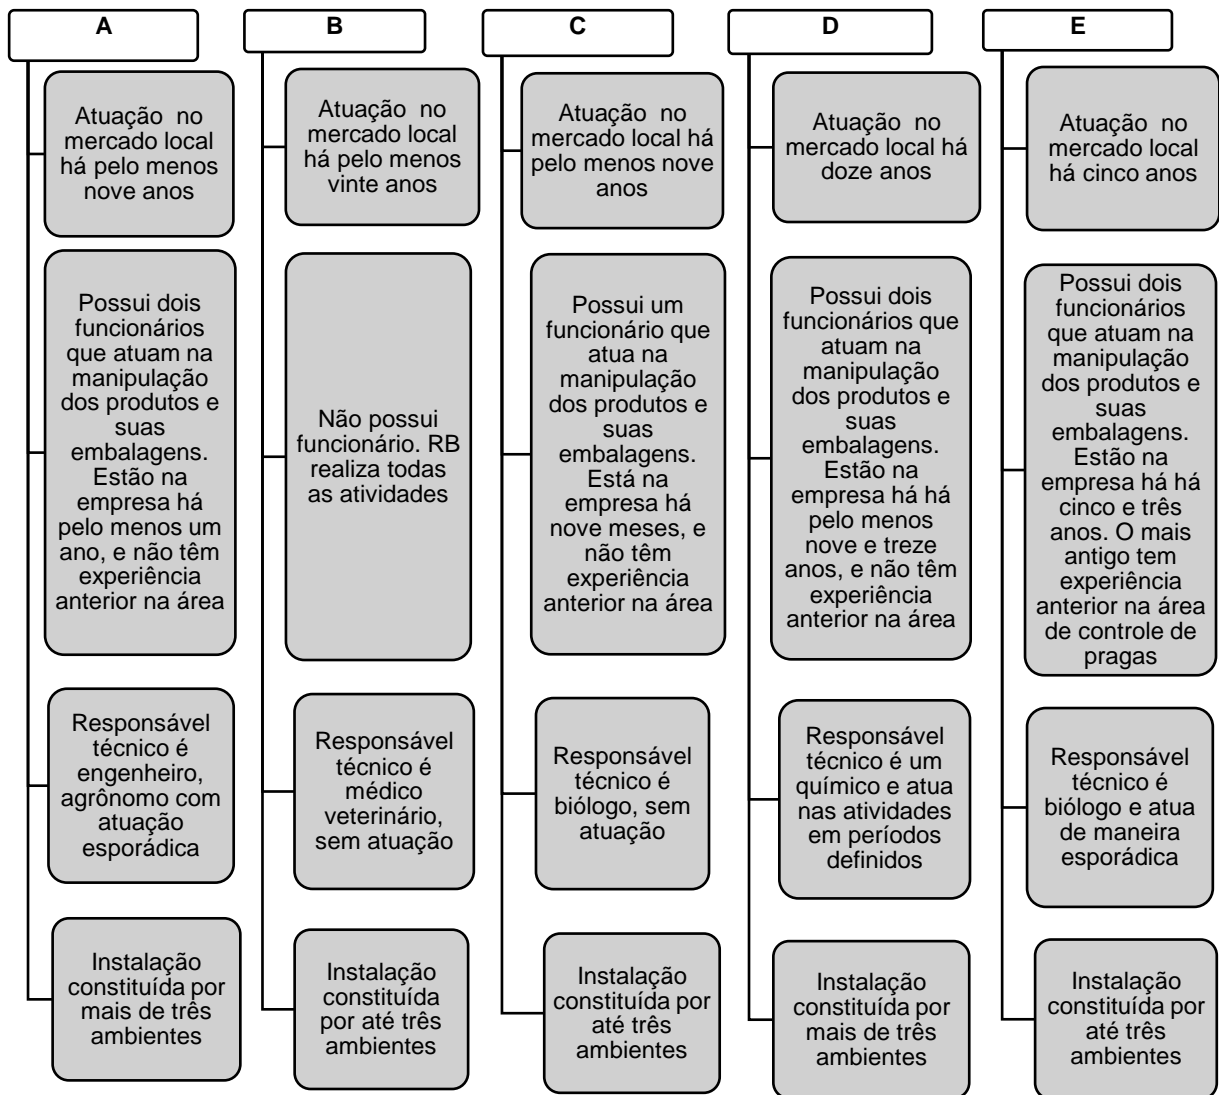 A
Atuação no
mercado local
há pelo menos
nove anos
Possui dois
funcionários
que atuam na
manipulação
dos produtos e
suas
embalagens.
Estão na
empresa há
pelo menos um
ano, e não têm
experiência
anterior na área
Responsável
técnico é
engenheiro,
agrônomo com
atuação
esporádica
Instalação
constituída por
mais de três
ambientes
B
Atuação no
mercado local
há pelo menos
vinte anos
Não possui
funcionário. RB
realiza todas
as atividades
Responsável
técnico é
médico
veterinário,
sem atuação
Instalação
constituída
por até três
ambientes
C
Atuação no
mercado local há
pelo menos nove
anos
Possui um
funcionário que
atua na
manipulação
dos produtos e
suas
embalagens.
Está na
empresa há
nove meses, e
não têm
experiência
anterior na área
Responsável
técnico é
biólogo, sem
atuação
Instalação
constituída por
até três
ambientes
D
Atuação no
mercado local há
doze anos
Possui dois
funcionários que
atuam na
manipulação
dos produtos e
suas
embalagens.
Estão na
empresa há há
pelo menos
nove e treze
anos, e não têm
experiência
anterior na área
Responsável
técnico é um
químico e atua
nas atividades
em períodos
definidos
Instalação
constituída por
mais de três
ambientes
E
Atuação no
mercado local
há cinco anos
Possui dois
funcionários
que atuam na
manipulação
dos produtos e
suas
embalagens.
Estão na
empresa há há
cinco e três
anos. O mais
antigo tem
experiência
anterior na área
de controle de
pragas
Responsável
técnico é
biólogo e atua
de maneira
esporádica
Instalação
constituída por
até três
ambientes